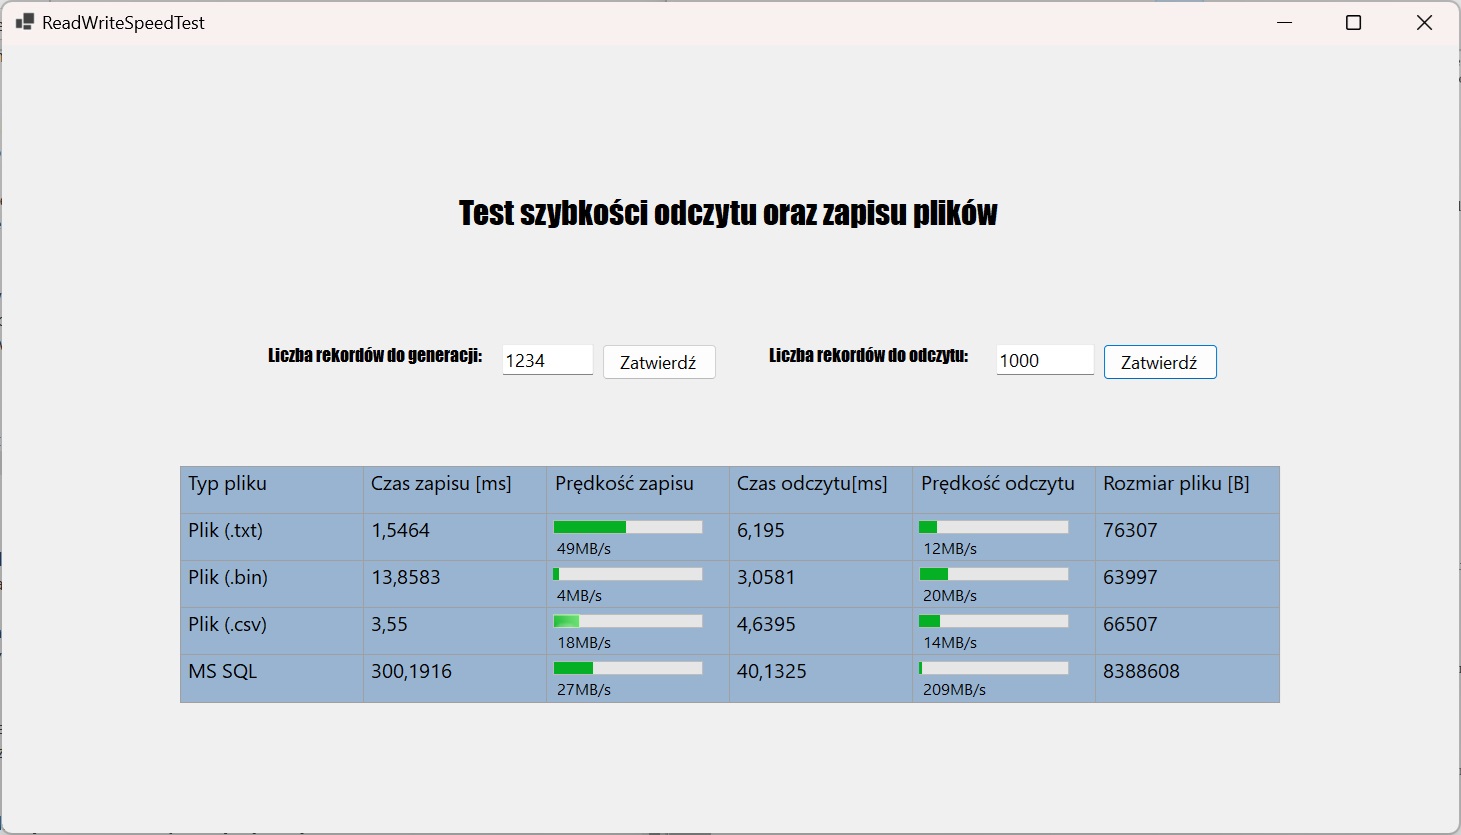 ReadWriteSpeedTest
Test szybkości odczytu oraz zapisu plików
Liczba rekordów do generacji: 1234 Zatwierdź Liczba rekordów do odczytu: 1000 Zatwierdź
Typ pliku Czas zapisu [ms] Prędkość zapisu Czas odczytu[ms] Prędkość odczytu Rozmiar pliku [B]
Plik (.txt) 1,5464 49MB/s 6,195 12MB/s 76307
Plik (.bin) 13,8583 4MB/s 3,0581 20MB/s 63997
Plik (.csv) 3,55 18MB/s 4,6395 14MB/s 66507
MS SQL 300,1916 27MB/s 40,1325 209MB/s 8388608